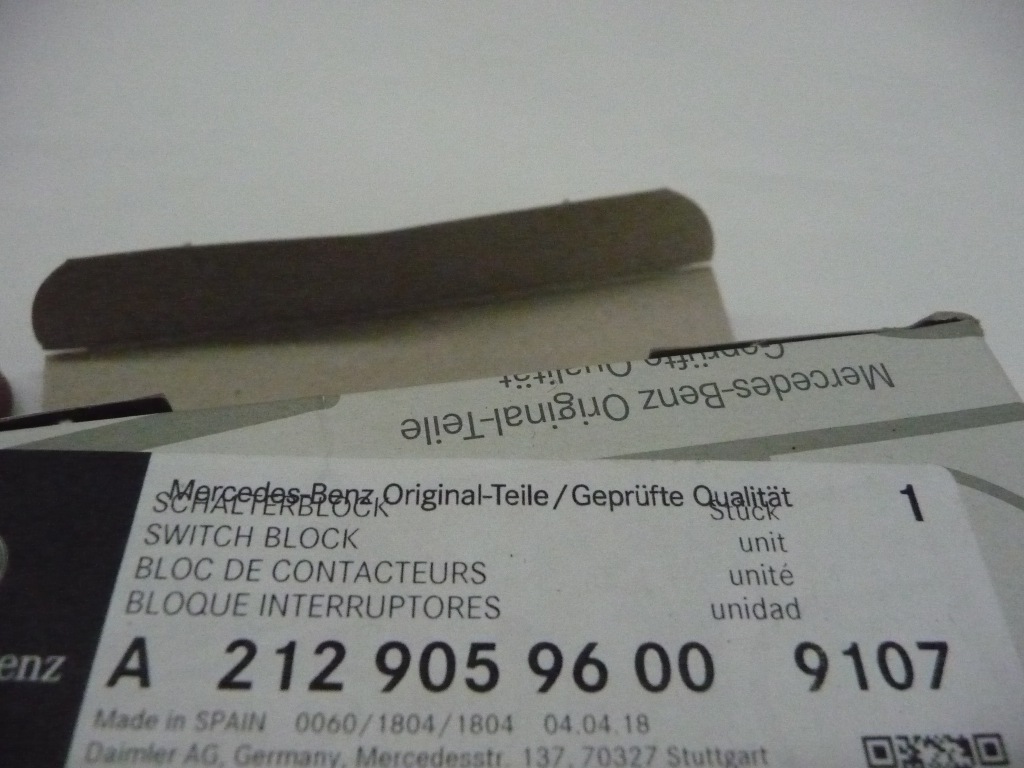 Geprüfte Qualität
Mercedes-Benz Original-Teile
Mercedes-Benz Original-Teile/Geprüfte Qualität
SCHALTERBLOCK Stück 1
SWITCH BLOCK unit
BLOC DE CONTACTEURS unité
BLOQUE INTERRUPTORES unidad
A 212 905 96 00 9107
enz
Made in SPAIN 0060/1804/1804 04.04.18
Daimler AG, Germany, Mercedesstr. 137, 70327 Stuttgart